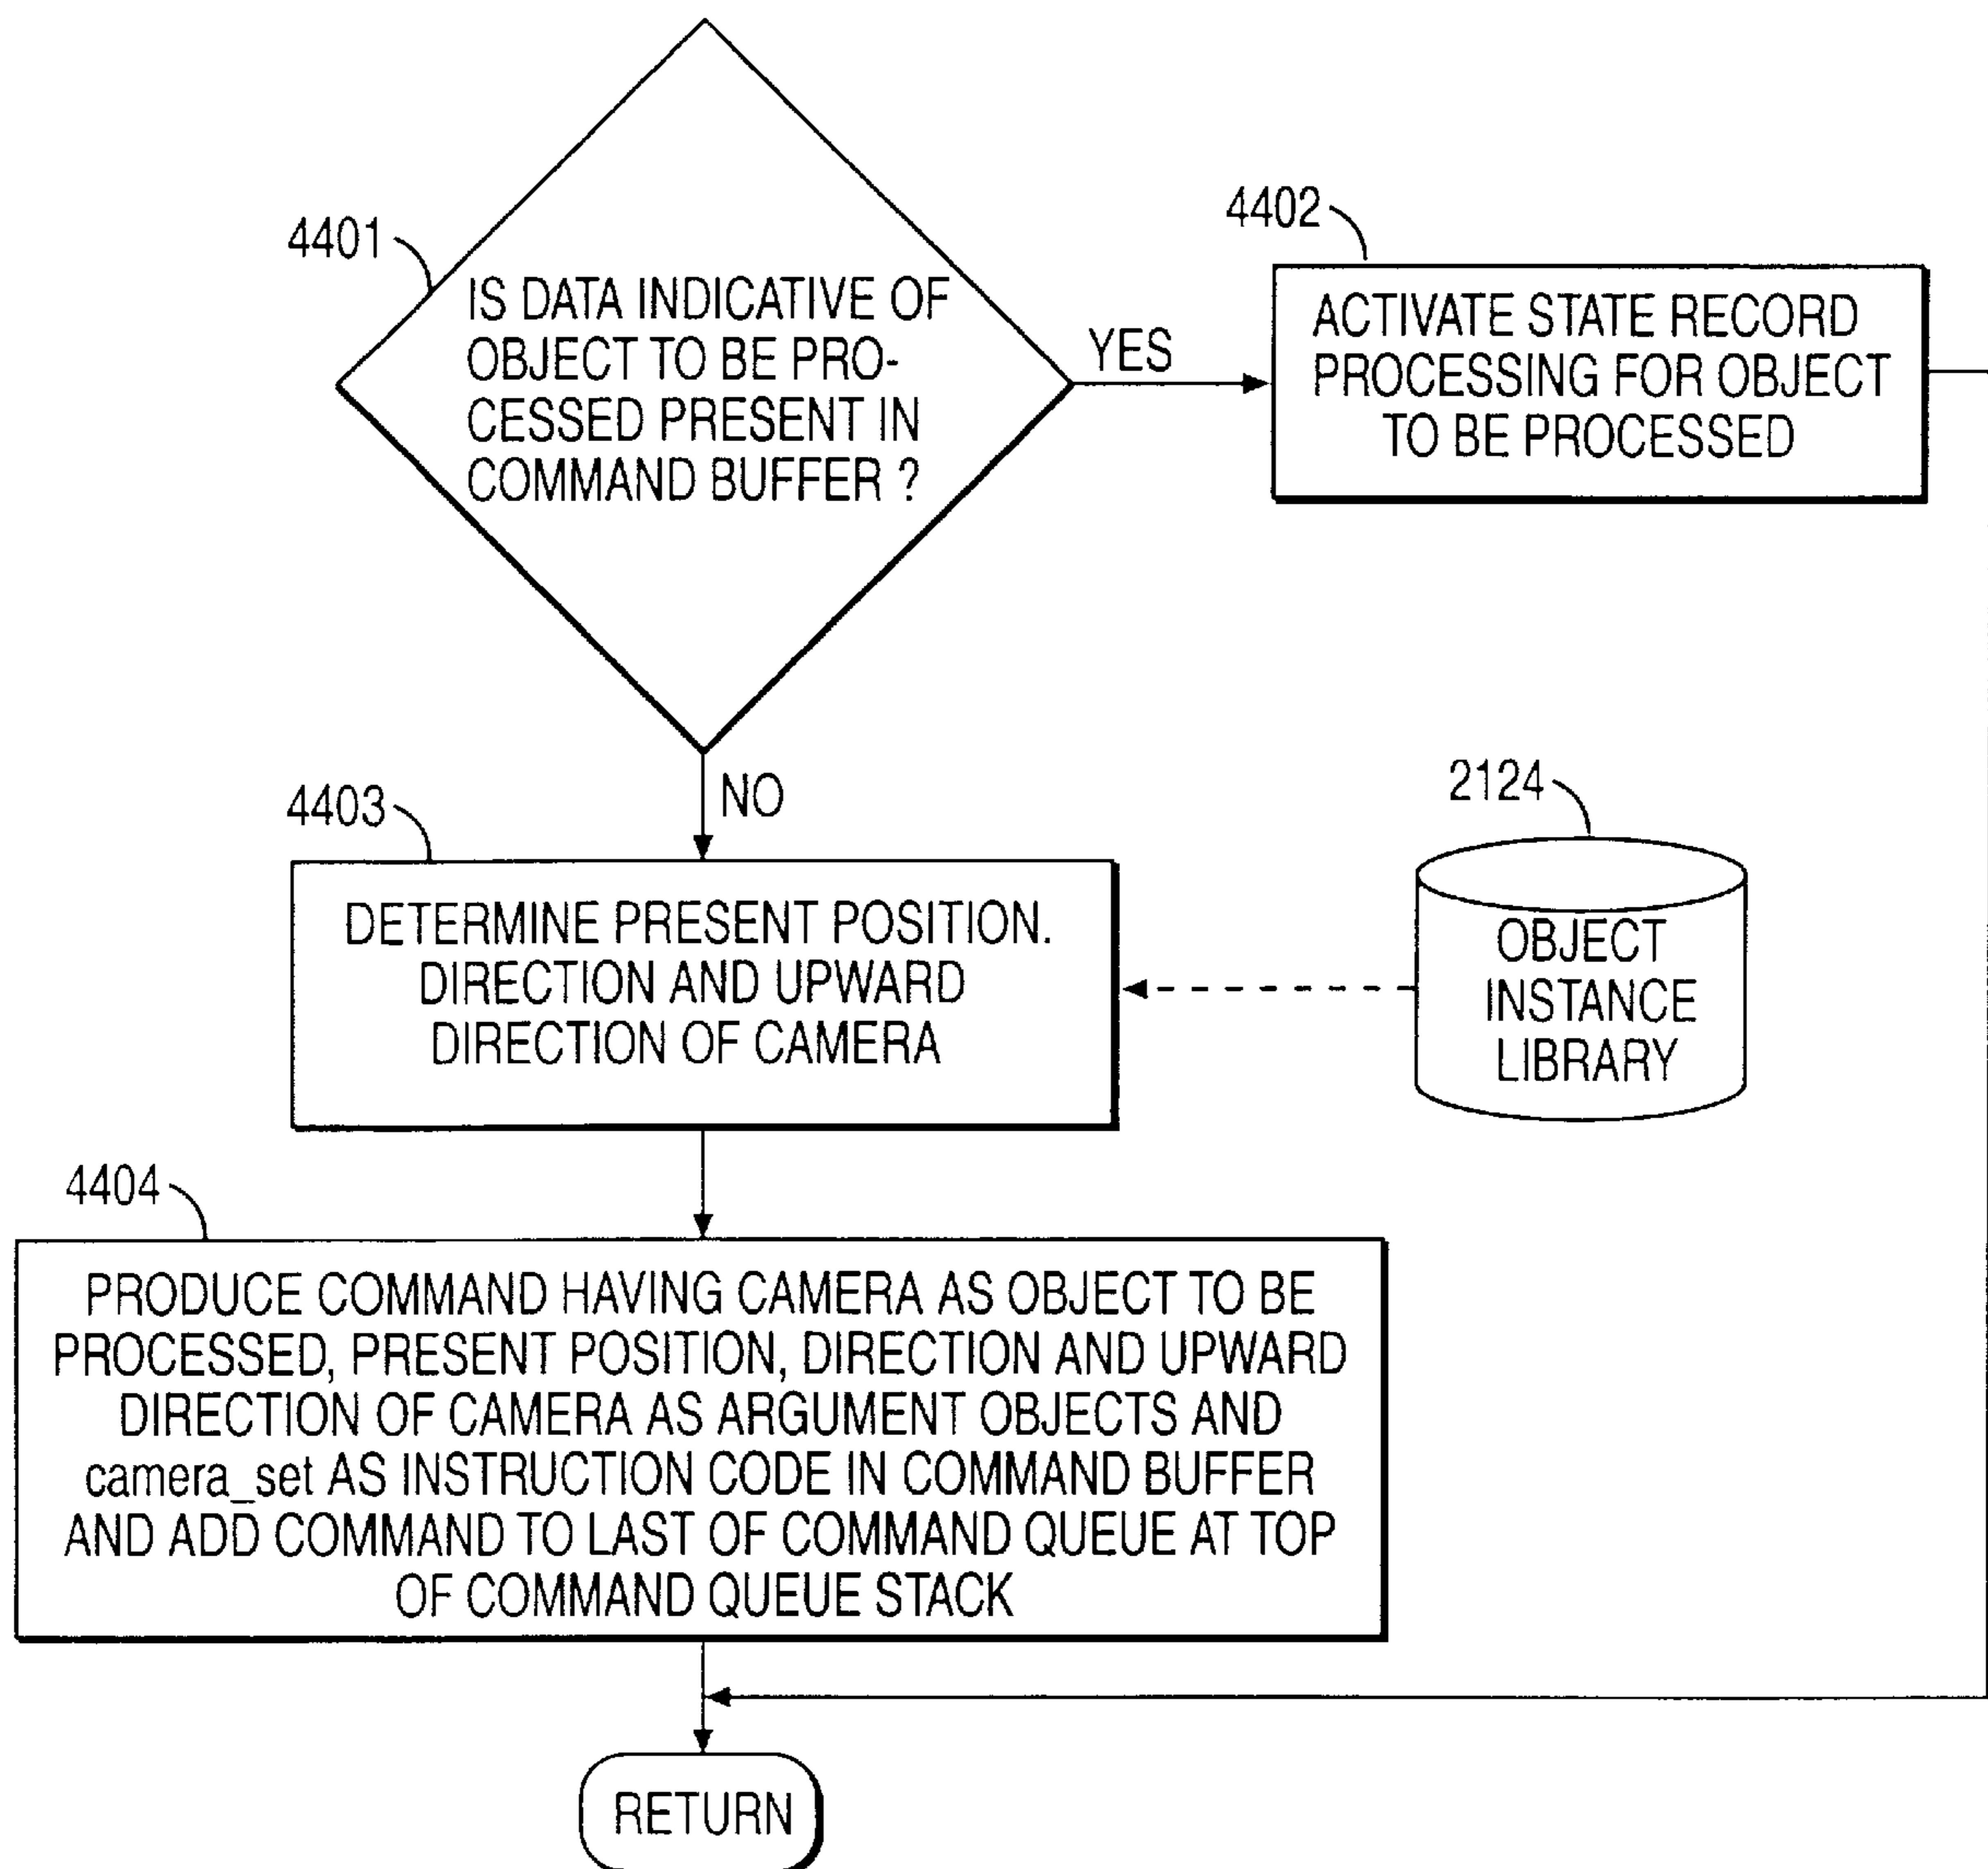 4401
IS DATA INDICATIVE OF
OBJECT TO BE PRO-
CESSED PRESENT IN
COMMAND BUFFER ?
YES
4402
ACTIVATE STATE RECORD
PROCESSING FOR OBJECT
TO BE PROCESSED
NO
4403
DETERMINE PRESENT POSITION.
DIRECTION AND UPWARD
DIRECTION OF CAMERA
2124
OBJECT
INSTANCE
LIBRARY
4404
PRODUCE COMMAND HAVING CAMERA AS OBJECT TO BE
PROCESSED, PRESENT POSITION, DIRECTION AND UPWARD
DIRECTION OF CAMERA AS ARGUMENT OBJECTS AND
camera_set AS INSTRUCTION CODE IN COMMAND BUFFER
AND ADD COMMAND TO LAST OF COMMAND QUEUE AT TOP
OF COMMAND QUEUE STACK
RETURN